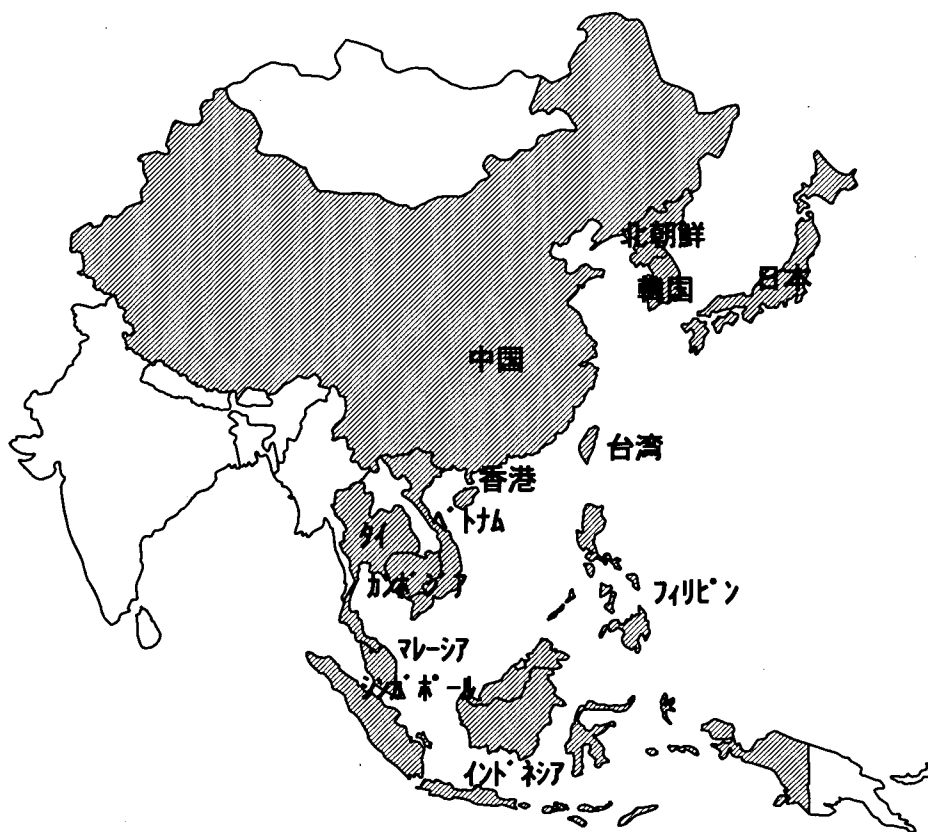 北朝鮮
韓国
日本
中国
台湾
香港
ベトナム
タイ
カンボジア
フィリピン
マレーシア
シンガポール
インドネシア